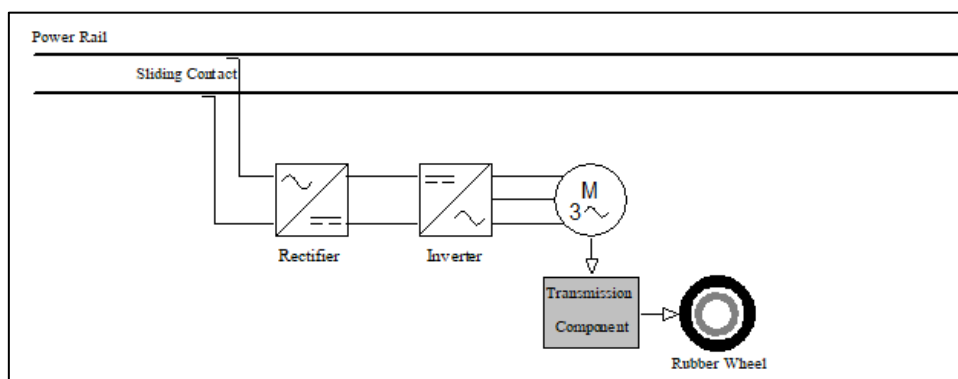 Power Rail
Sliding Contact
M
3
Rectifier
Inverter
Transmission
Component
Rubber Wheel